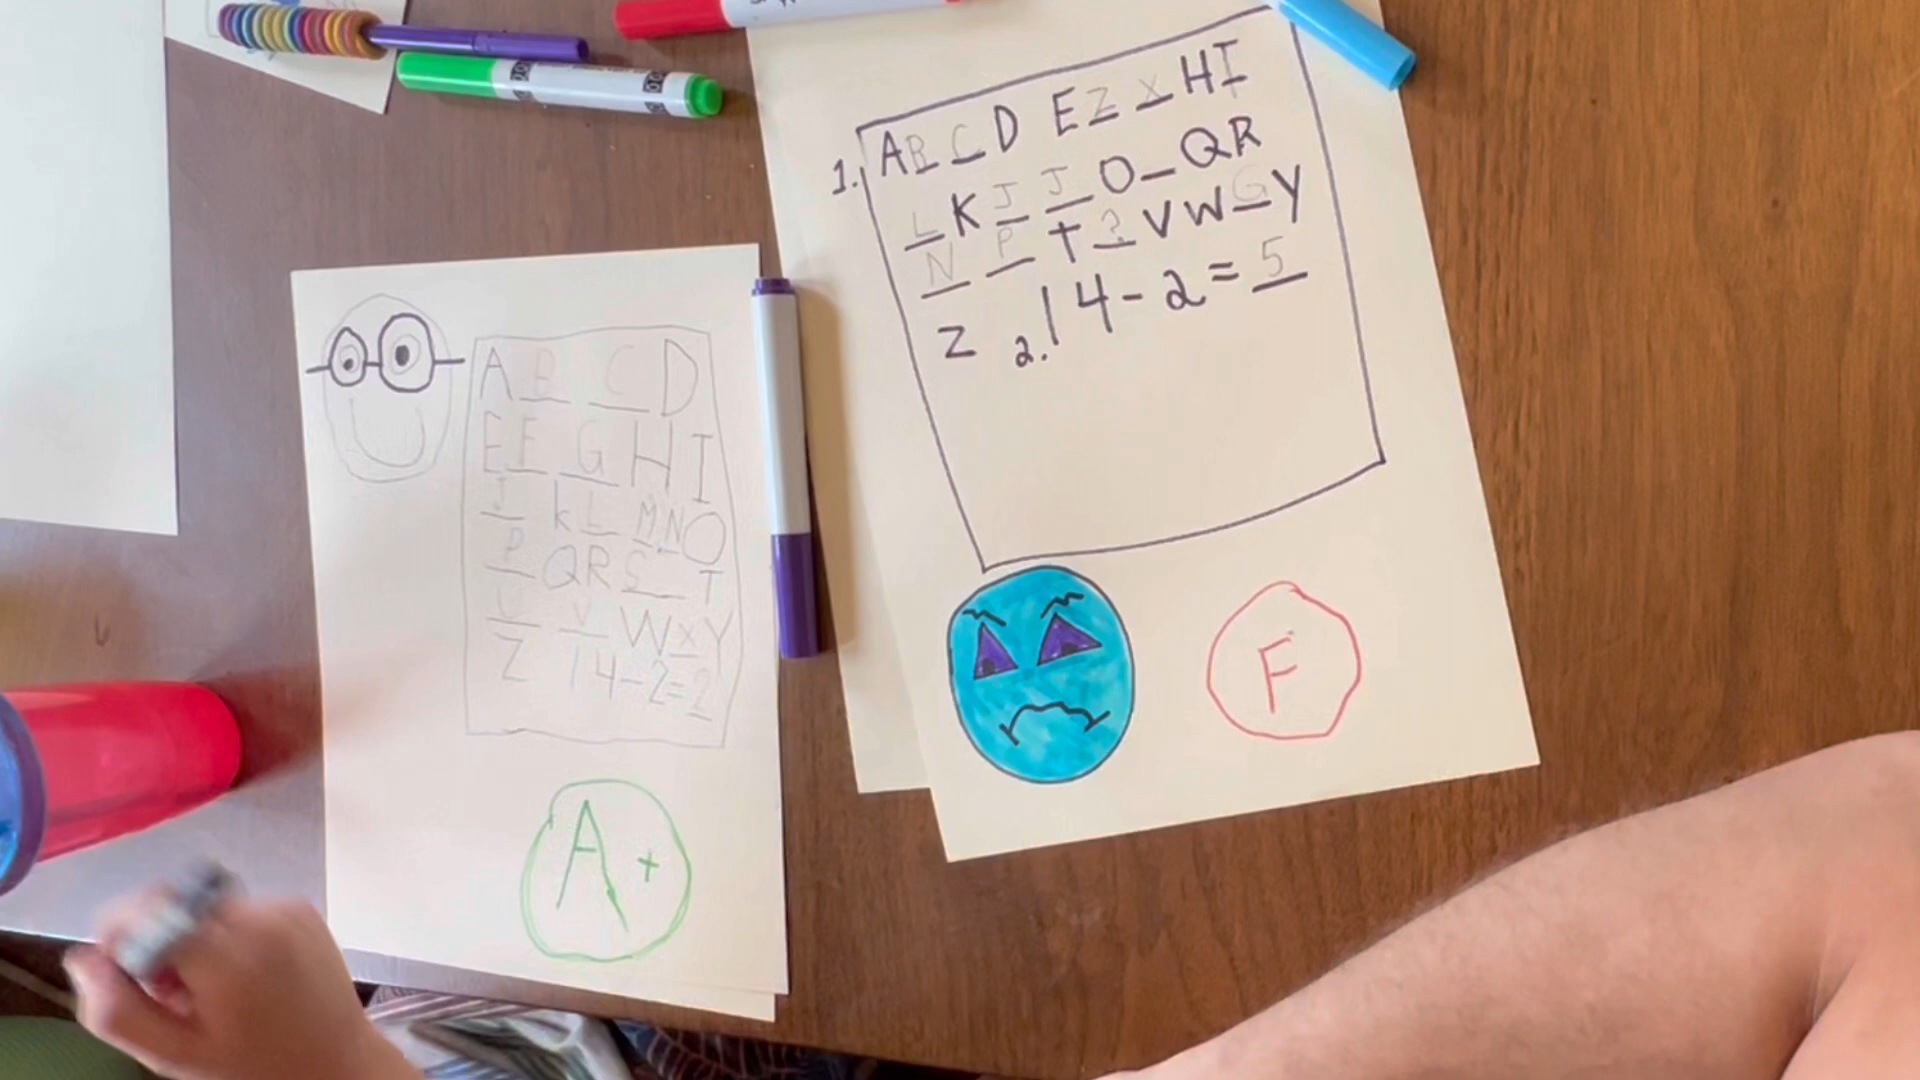 A B C D
E F G H I
J K L M N O
P Q R S T
U V W X Y
Z 14-2=2
A+
1. A B C D E Z X H I
L K J J O _ Q R
N P T ? V W G Y
Z 2. 14-2=5
F